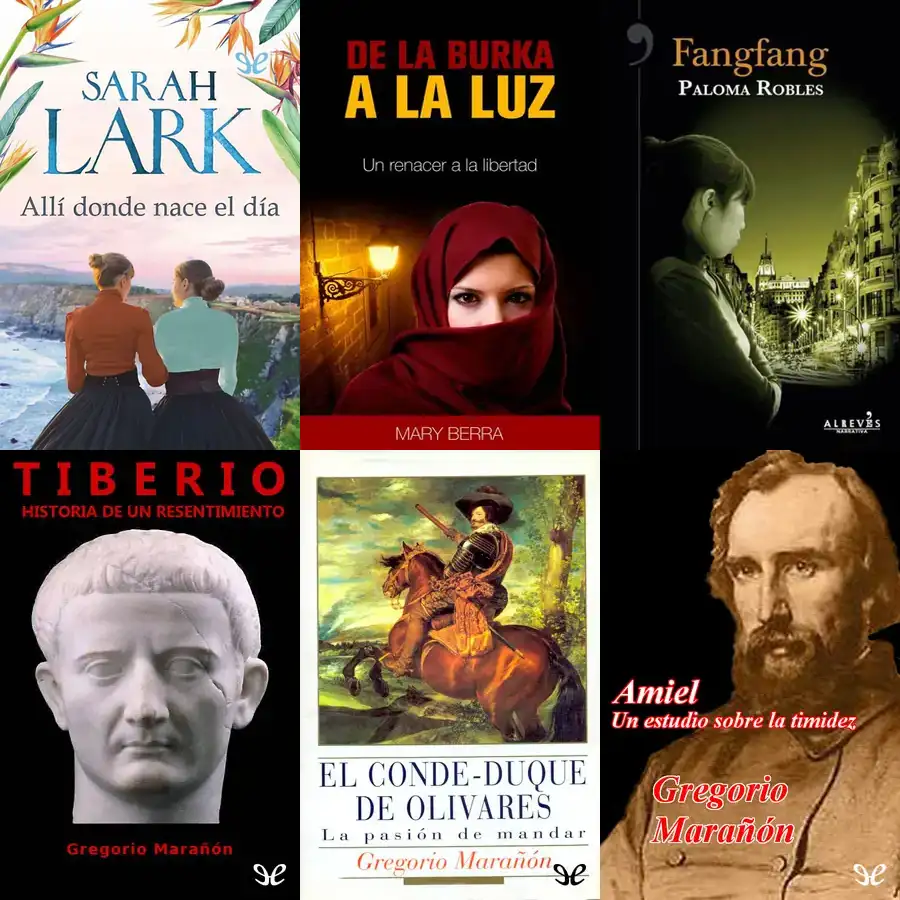 SARAH
LARK
Allí donde nace el día
DE LA BURKA
A LA LUZ
Un renacer a la libertad
MARY BERRA
Fangfang
PALOMA ROBLES
ALREVÉS
NARRATIVA
TIBERIO
HISTORIA DE UN RESENTIMIENTO
Gregorio Marañón
EL CONDE-DUQUE
DE OLIVARES
La pasión de mandar
Gregorio Marañón
Amiel
Un estudio sobre la timidez
Gregorio
Marañón